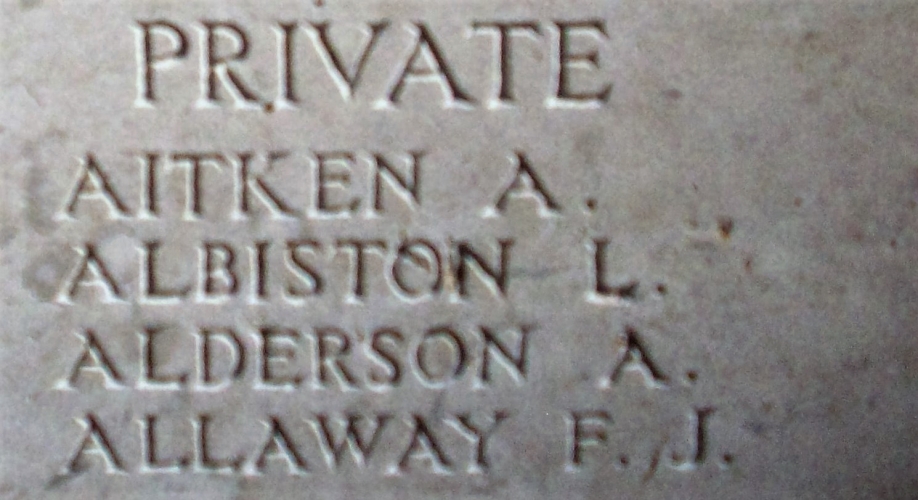 PRIVATE
AITKEN A.
ALBISTON L.
ALDERSON A.
ALLAWAY F. J.